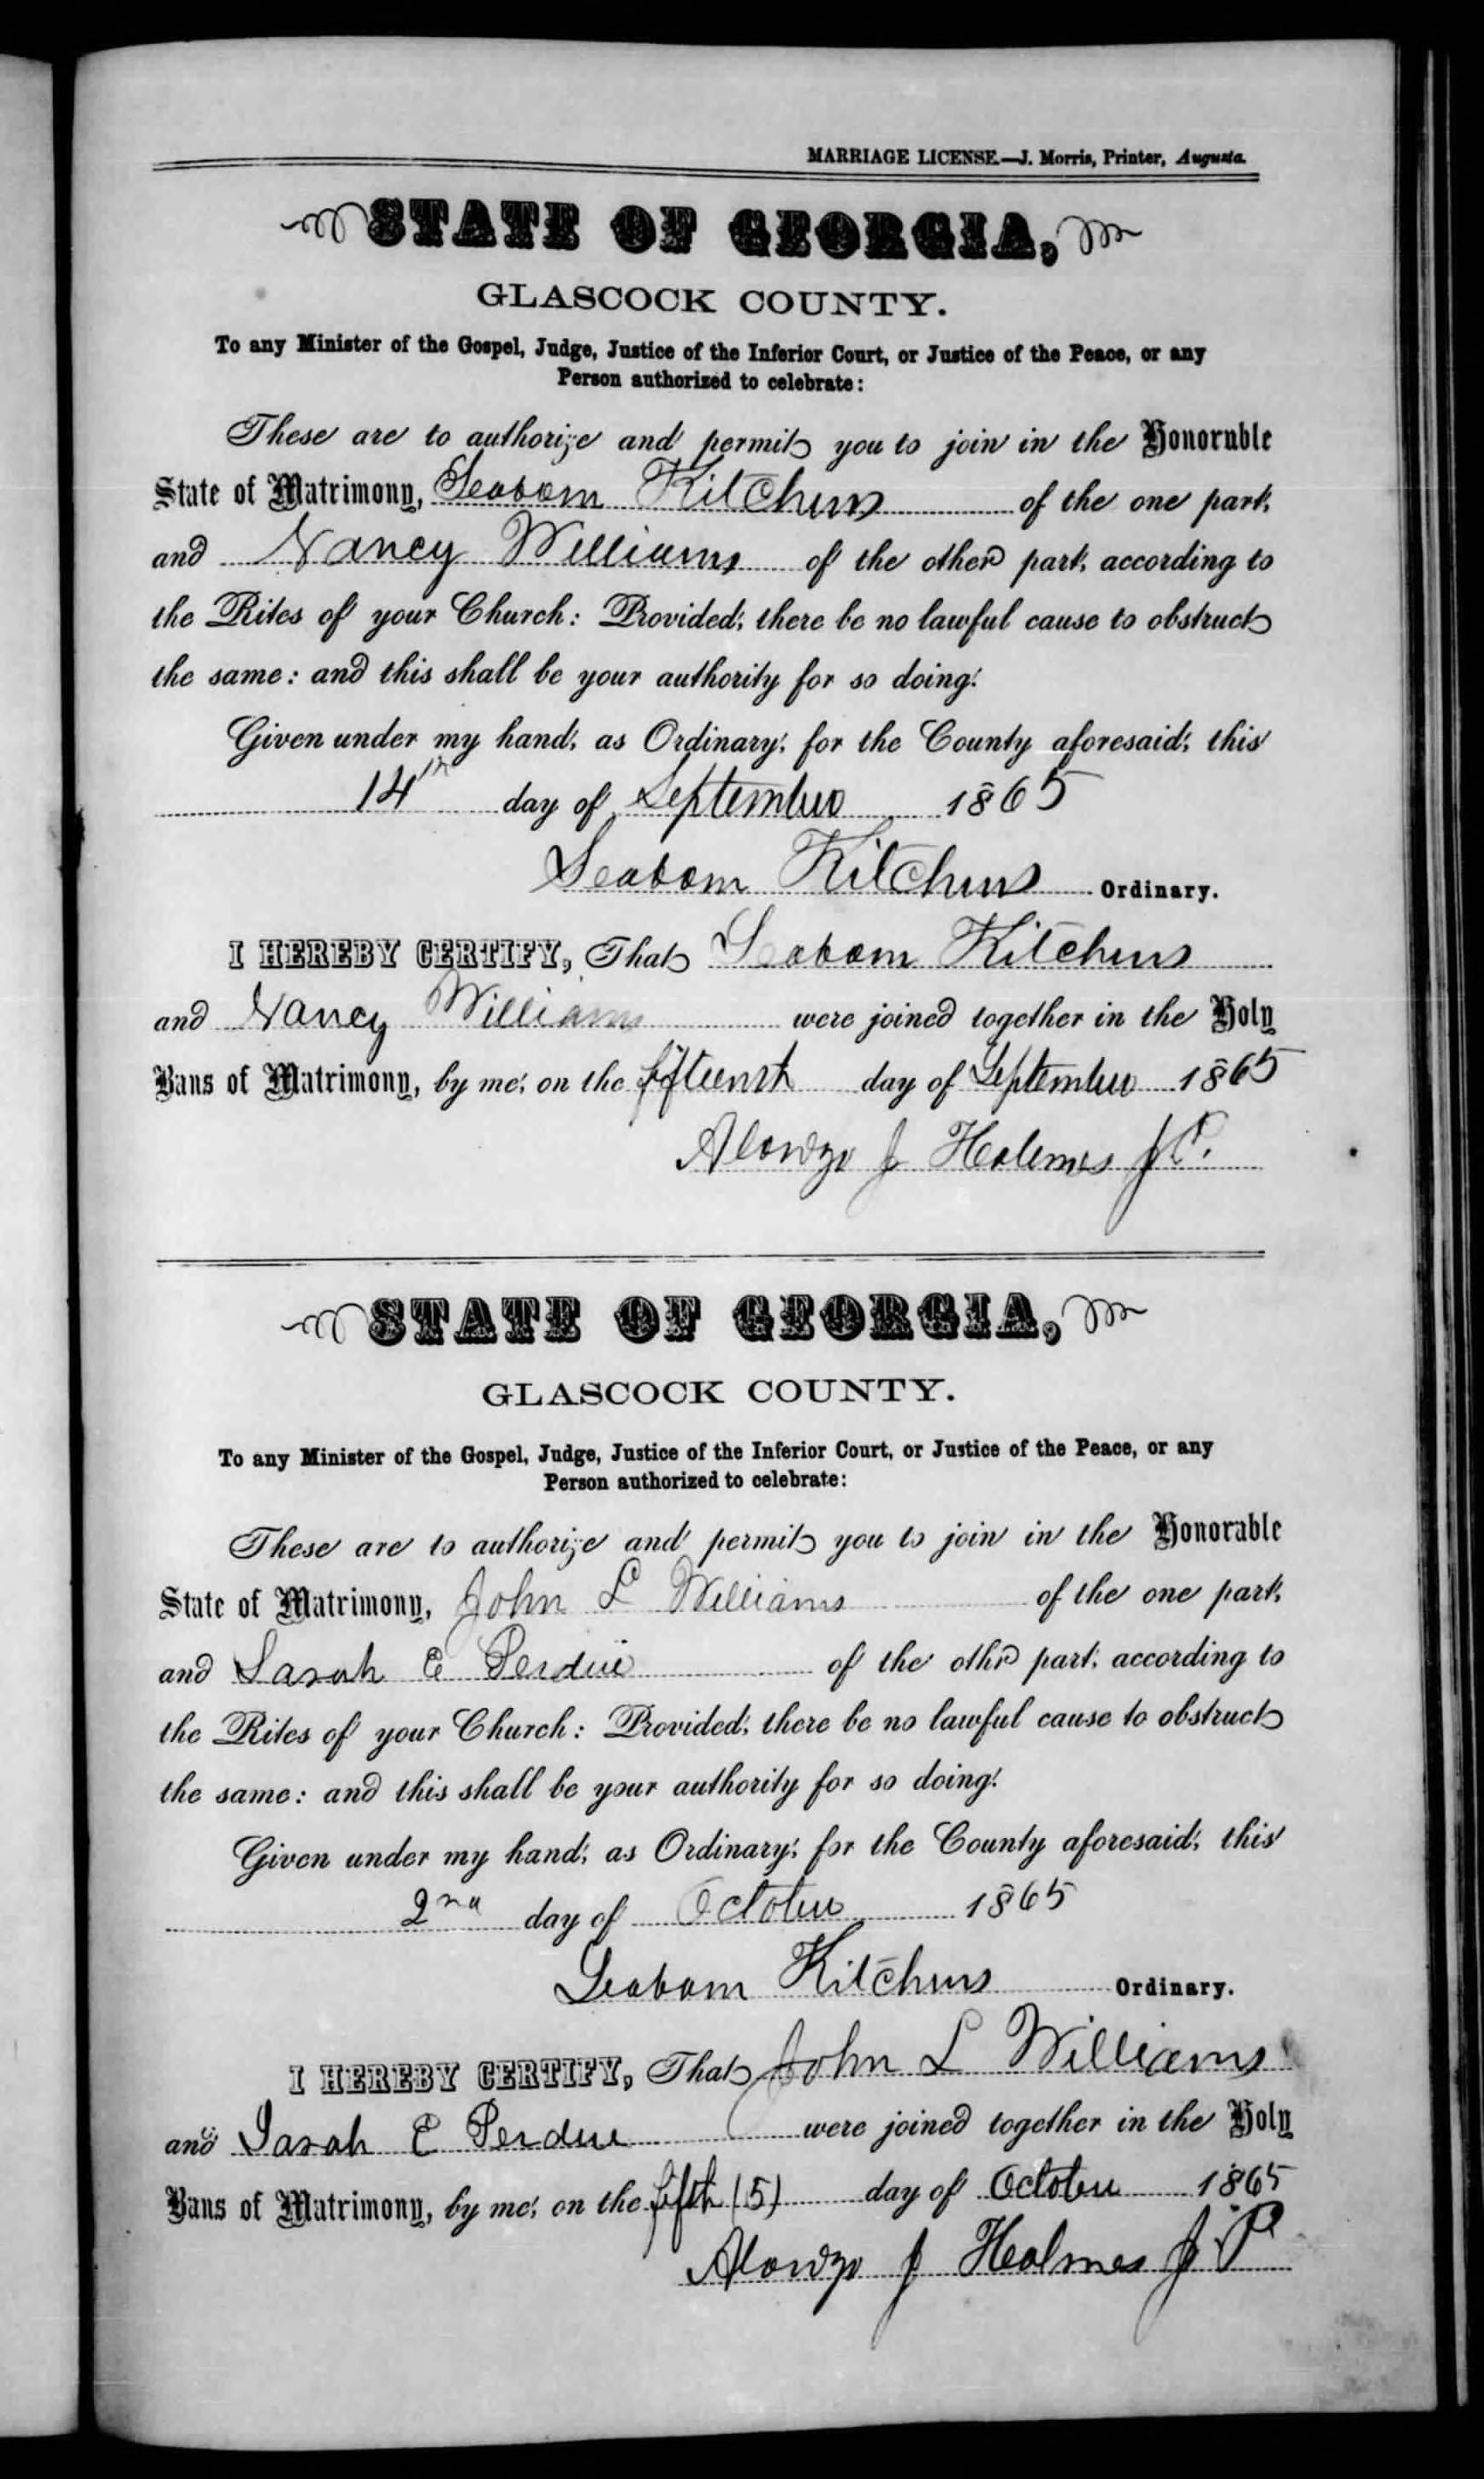 MARRIAGE LICENSE.—J. Morris, Printer, Augusta.
STATE OF GEORGIA,
GLASCOCK COUNTY.
To any Minister of the Gospel, Judge, Justice of the Inferior Court, or Justice of the Peace, or any
Person authorized to celebrate:
These are to authorize and permit you to join in the Honorable
State of Matrimony, Seaborn Kitchens of the one part,
and Nancy Williams of the other part, according to
the Rites of your Church: Provided, there be no lawful cause to obstruct
the same: and this shall be your authority for so doing.
Given under my hand, as Ordinary, for the County aforesaid, this
14th day of September 1865
Seaborn Kitchens Ordinary.
I HEREBY CERTIFY, That Seaborn Kitchens
and Nancy Williams were joined together in the Holy
Bans of Matrimony, by me, on the fifteenth day of September 1865
Alonzo J Holmes J.P.
STATE OF GEORGIA,
GLASCOCK COUNTY.
To any Minister of the Gospel, Judge, Justice of the Inferior Court, or Justice of the Peace, or any
Person authorized to celebrate:
These are to authorize and permit you to join in the Honorable
State of Matrimony, John L Williams of the one part,
and Sarah E Perdue of the othr part, according to
the Rites of your Church: Provided, there be no lawful cause to obstruct
the same: and this shall be your authority for so doing.
Given under my hand, as Ordinary, for the County aforesaid, this
2nd day of October 1865
Seaborn Kitchens Ordinary.
I HEREBY CERTIFY, That John L Williams
and Sarah E Perdue were joined together in the Holy
Bans of Matrimony, by me, on the fifth (5) day of October 1865
Alonzo J Holmes J.P